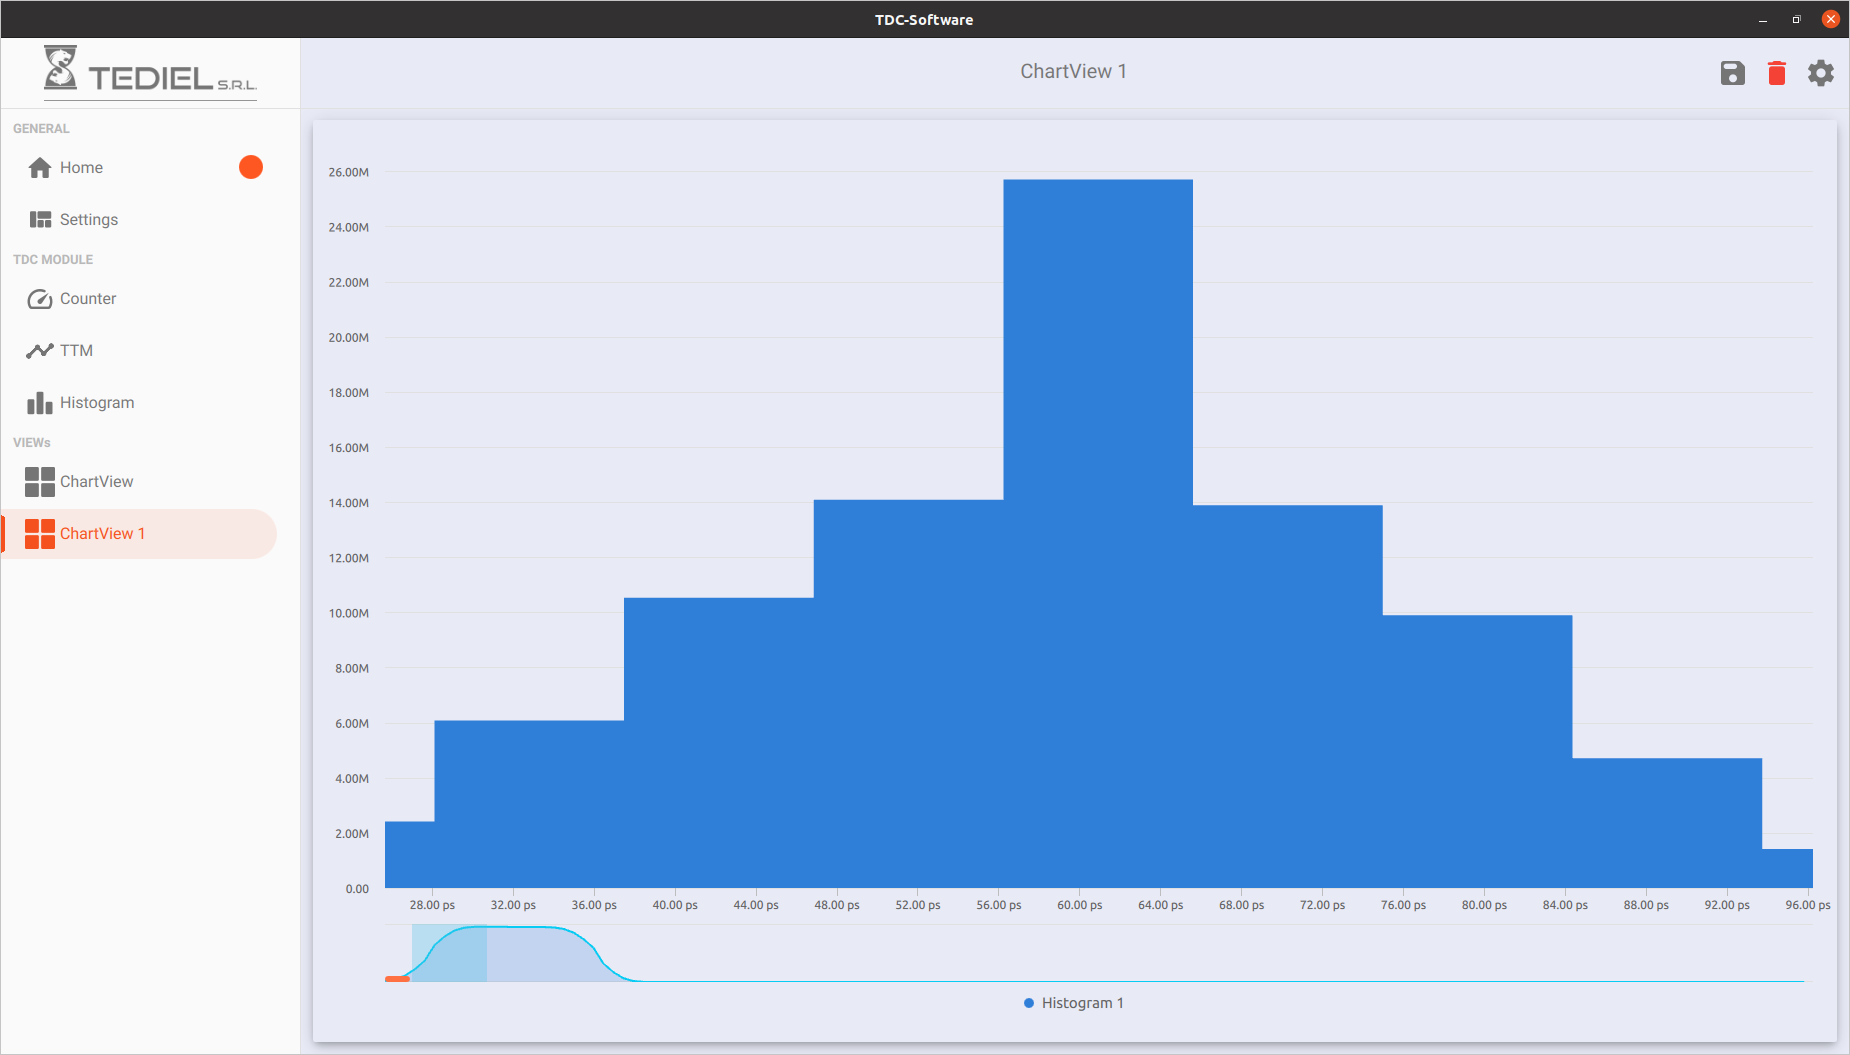 TDC-Software
TEDIEL S.R.L.
ChartView 1
GENERAL
Home
Settings
TDC MODULE
Counter
TTM
Histogram
VIEWs
ChartView
ChartView 1
26.00M
24.00M
22.00M
20.00M
18.00M
16.00M
14.00M
12.00M
10.00M
8.00M
6.00M
4.00M
2.00M
0.00
28.00 ps 32.00 ps 36.00 ps 40.00 ps 44.00 ps 48.00 ps 52.00 ps 56.00 ps 60.00 ps 64.00 ps 68.00 ps 72.00 ps 76.00 ps 80.00 ps 84.00 ps 88.00 ps 92.00 ps 96.00 ps
Histogram 1